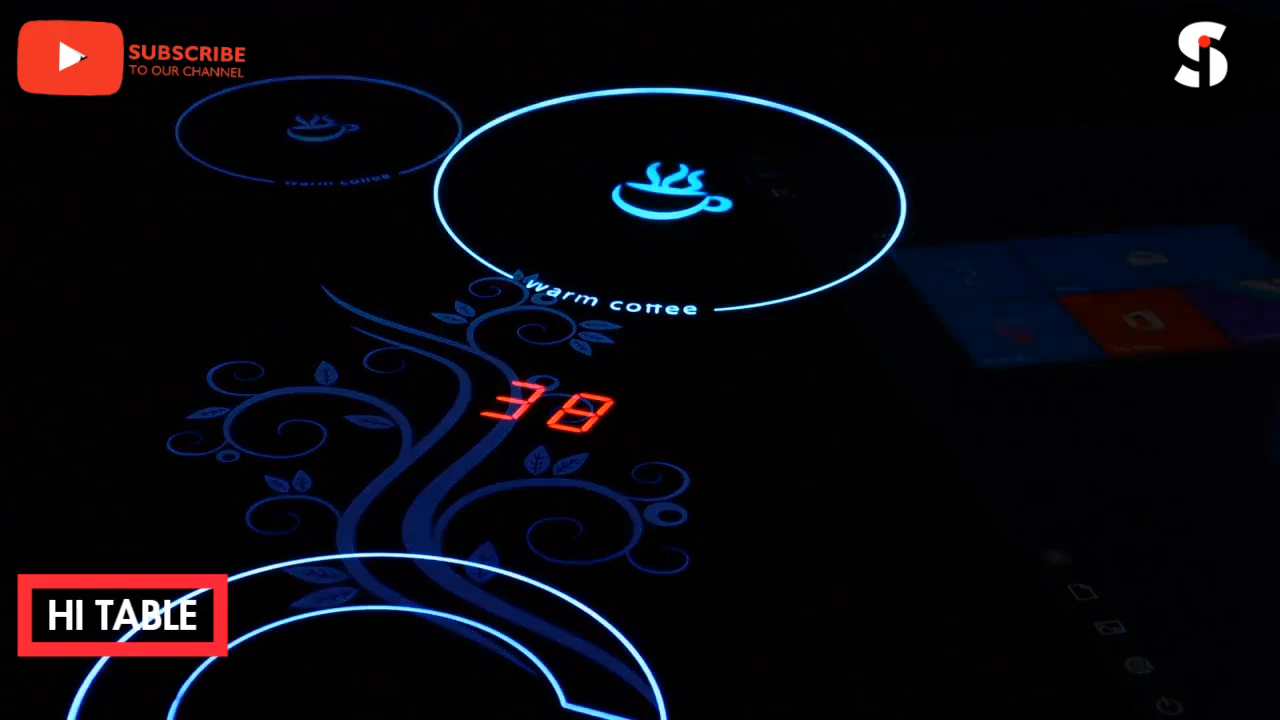 SUBSCRIBE
TO OUR CHANNEL
warm coffee
warm coffee
38
HI TABLE